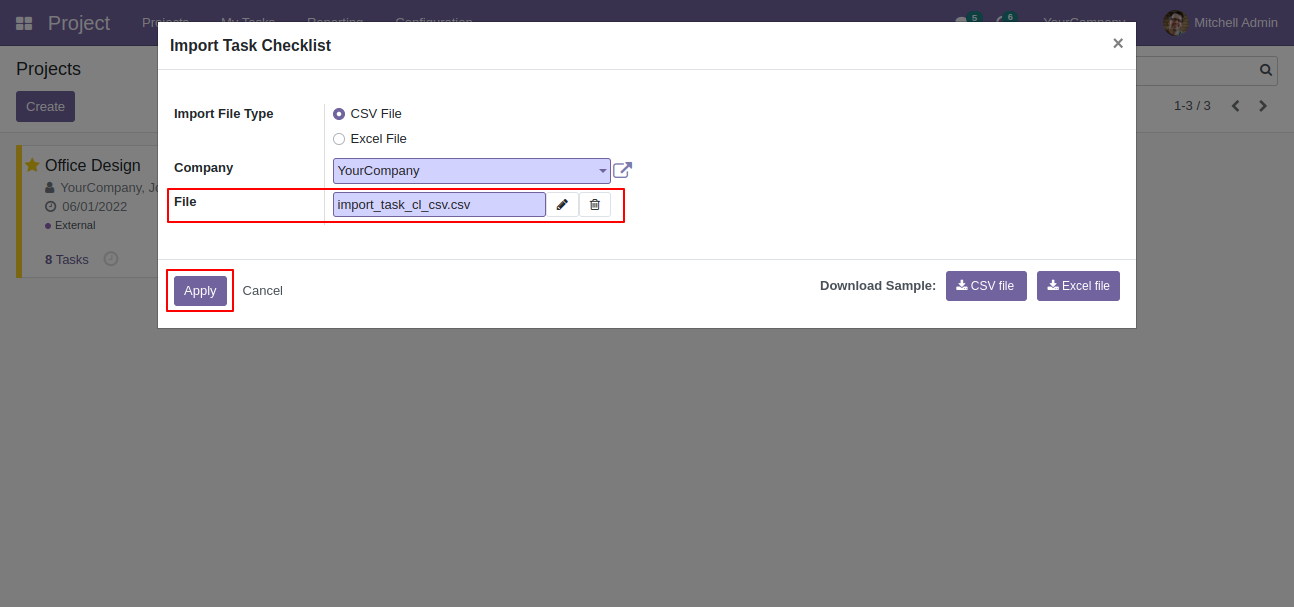 Project
Projects My Tasks Reporting Configuration 5 6 YourCompany Mitchell Admin
Import Task Checklist ×
Projects
Create
1-3 / 3
Office Design
YourCompany,
06/01/2022
External
8 Tasks
Import File Type
CSV File
Excel File
Company
YourCompany
File
import_task_cl_csv.csv
Apply Cancel
Download Sample: CSV file Excel file